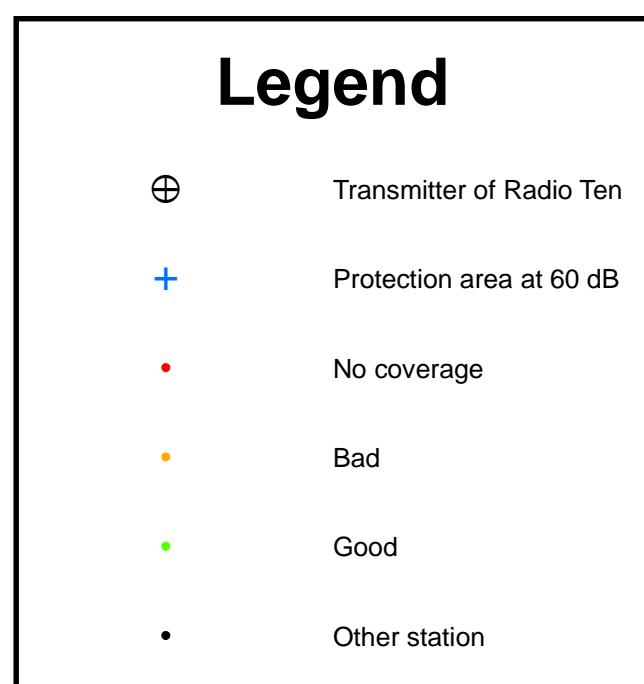 Legend
Transmitter of Radio Ten
Protection area at 60 dB
No coverage
Bad
Good
Other station